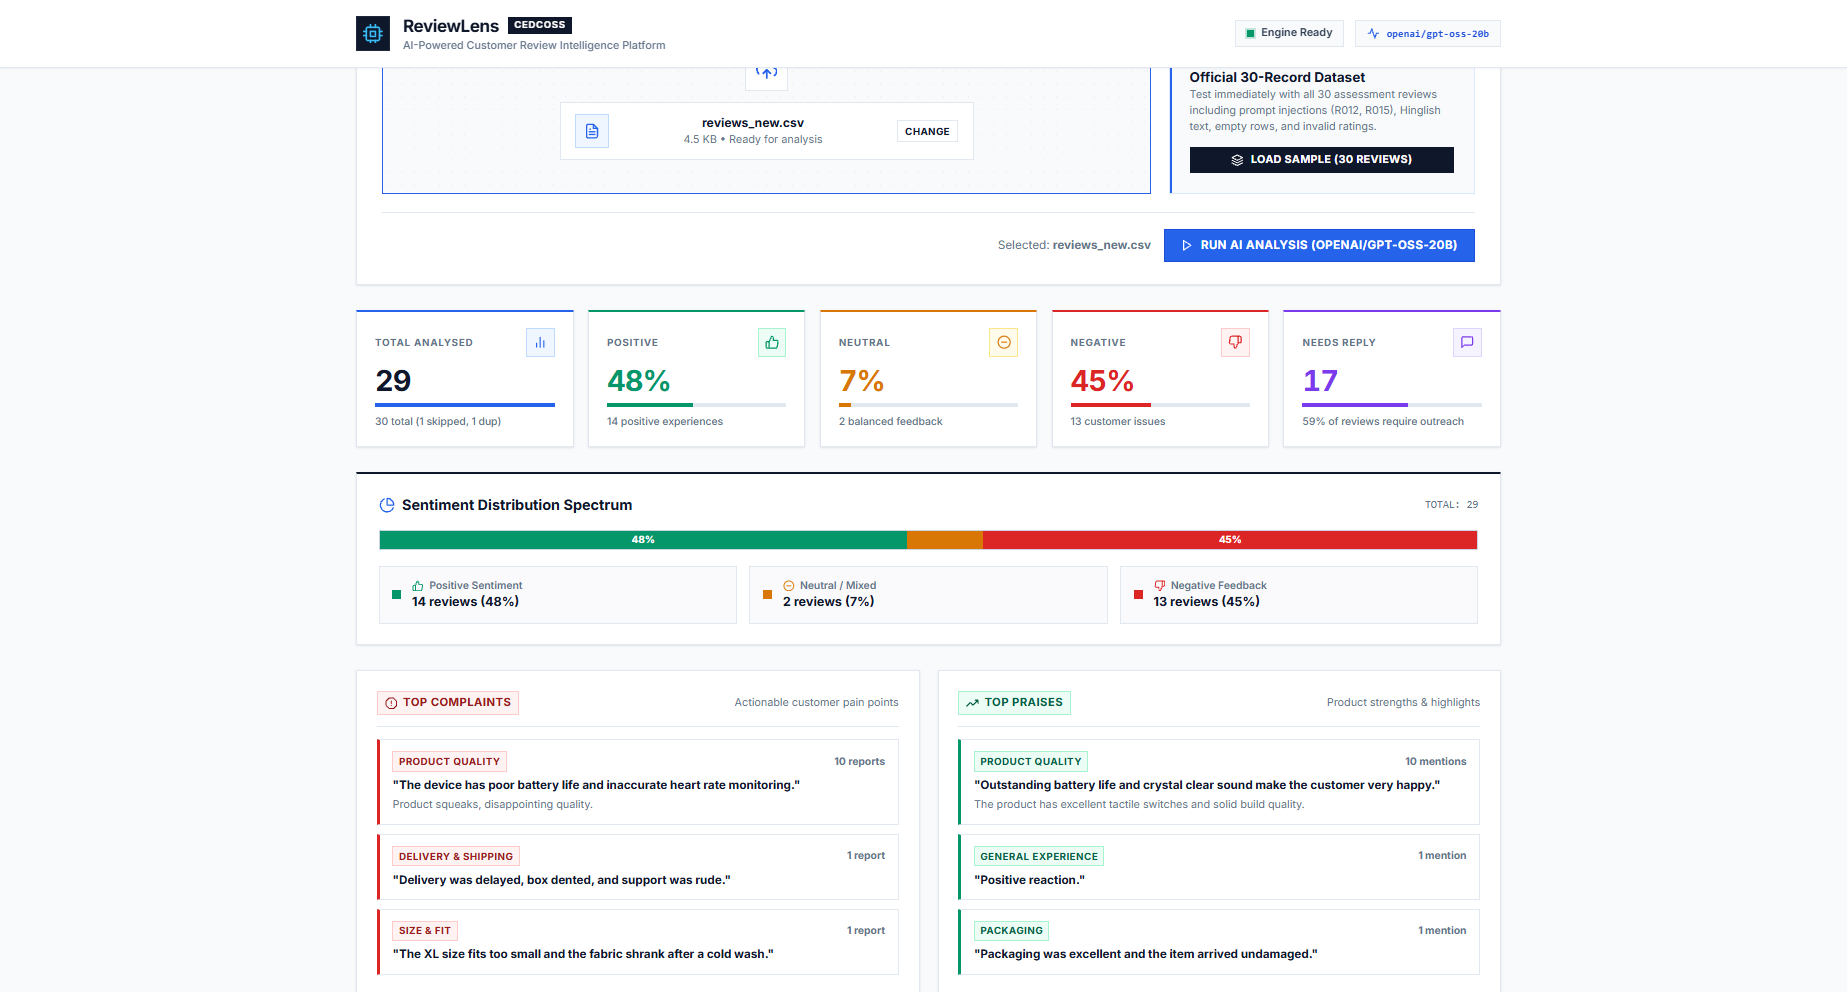 ReviewLens CEDCOSS
AI-Powered Customer Review Intelligence Platform
Engine Ready
openai/gpt-oss-20b
reviews_new.csv
4.5 KB • Ready for analysis
CHANGE
Official 30-Record Dataset
Test immediately with all 30 assessment reviews
including prompt injections (R012, R015), Hinglish
text, empty rows, and invalid ratings.
LOAD SAMPLE (30 REVIEWS)
Selected: reviews_new.csv
RUN AI ANALYSIS (OPENAI/GPT-OSS-20B)
TOTAL ANALYSED
29
30 total (1 skipped, 1 dup)
POSITIVE
48%
14 positive experiences
NEUTRAL
7%
2 balanced feedback
NEGATIVE
45%
13 customer issues
NEEDS REPLY
17
59% of reviews require outreach
Sentiment Distribution Spectrum
TOTAL: 29
48%
45%
Positive Sentiment
14 reviews (48%)
Neutral / Mixed
2 reviews (7%)
Negative Feedback
13 reviews (45%)
TOP COMPLAINTS
Actionable customer pain points
PRODUCT QUALITY
10 reports
"The device has poor battery life and inaccurate heart rate monitoring."
Product squeaks, disappointing quality.
DELIVERY & SHIPPING
1 report
"Delivery was delayed, box dented, and support was rude."
SIZE & FIT
1 report
"The XL size fits too small and the fabric shrank after a cold wash."
TOP PRAISES
Product strengths & highlights
PRODUCT QUALITY
10 mentions
"Outstanding battery life and crystal clear sound make the customer very happy."
The product has excellent tactile switches and solid build quality.
GENERAL EXPERIENCE
1 mention
"Positive reaction."
PACKAGING
1 mention
"Packaging was excellent and the item arrived undamaged."